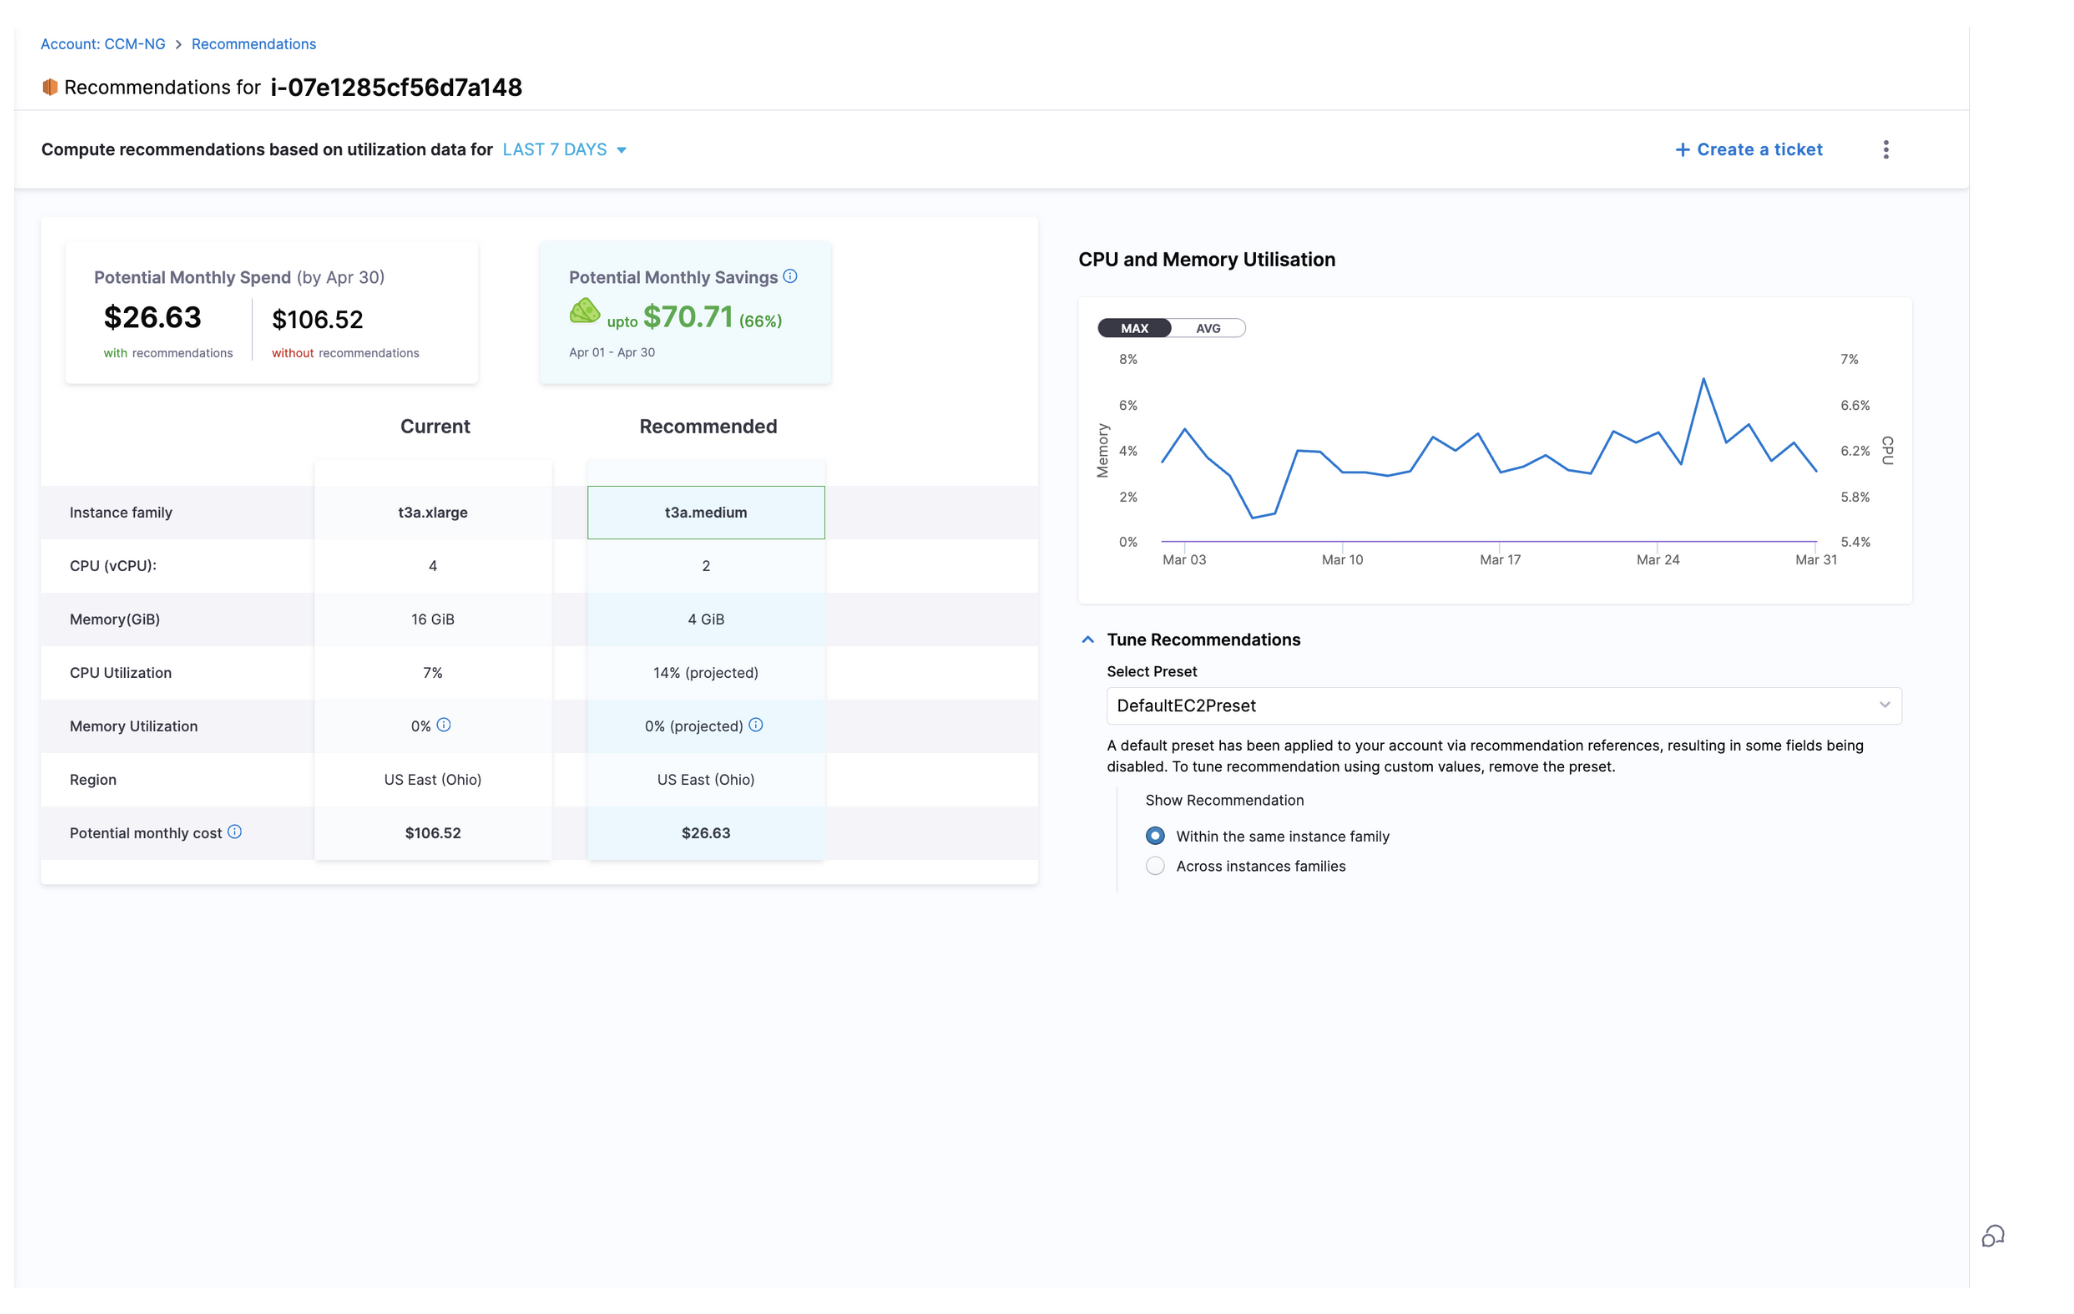 Account: CCM-NG > Recommendations
Recommendations for i-07e1285cf56d7a148
Compute recommendations based on utilization data for LAST 7 DAYS
+ Create a ticket
Potential Monthly Spend (by Apr 30)
$26.63
with recommendations
$106.52
without recommendations
Potential Monthly Savings
upto $70.71 (66%)
Apr 01 - Apr 30
Current Recommended
Instance family t3a.xlarge t3a.medium
CPU (vCPU): 4 2
Memory(GiB) 16 GiB 4 GiB
CPU Utilization 7% 14% (projected)
Memory Utilization 0% 0% (projected)
Region US East (Ohio) US East (Ohio)
Potential monthly cost $106.52 $26.63
CPU and Memory Utilisation
MAX AVG
8% 7%
6% 6.6%
Memory 4% 6.2% CPU
2% 5.8%
0% 5.4%
Mar 03 Mar 10 Mar 17 Mar 24 Mar 31
Tune Recommendations
Select Preset
DefaultEC2Preset
A default preset has been applied to your account via recommendation references, resulting in some fields being
disabled. To tune recommendation using custom values, remove the preset.
Show Recommendation
Within the same instance family
Across instances families